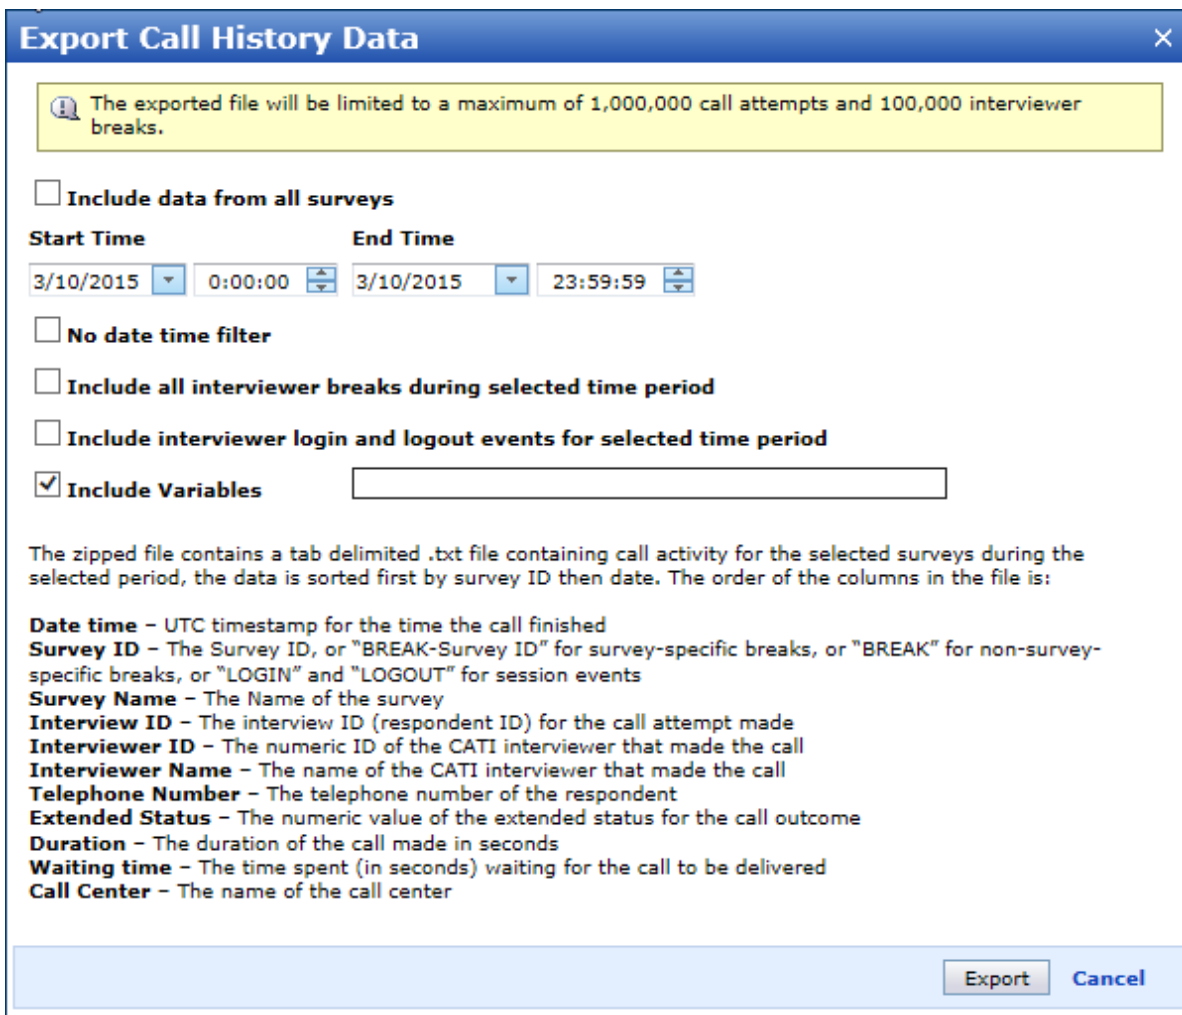 Export Call History Data
The exported file will be limited to a maximum of 1,000,000 call attempts and 100,000 interviewer
breaks.
Include data from all surveys
Start Time End Time
3/10/2015 0:00:00 3/10/2015 23:59:59
No date time filter
Include all interviewer breaks during selected time period
Include interviewer login and logout events for selected time period
Include Variables
The zipped file contains a tab delimited .txt file containing call activity for the selected surveys during the
selected period, the data is sorted first by survey ID then date. The order of the columns in the file is:
Date time – UTC timestamp for the time the call finished
Survey ID – The Survey ID, or “BREAK-Survey ID” for survey-specific breaks, or “BREAK” for non-survey-
specific breaks, or “LOGIN” and “LOGOUT” for session events
Survey Name – The Name of the survey
Interview ID – The interview ID (respondent ID) for the call attempt made
Interviewer ID – The numeric ID of the CATI interviewer that made the call
Interviewer Name – The name of the CATI interviewer that made the call
Telephone Number – The telephone number of the respondent
Extended Status – The numeric value of the extended status for the call outcome
Duration – The duration of the call made in seconds
Waiting time – The time spent (in seconds) waiting for the call to be delivered
Call Center – The name of the call center
Export Cancel